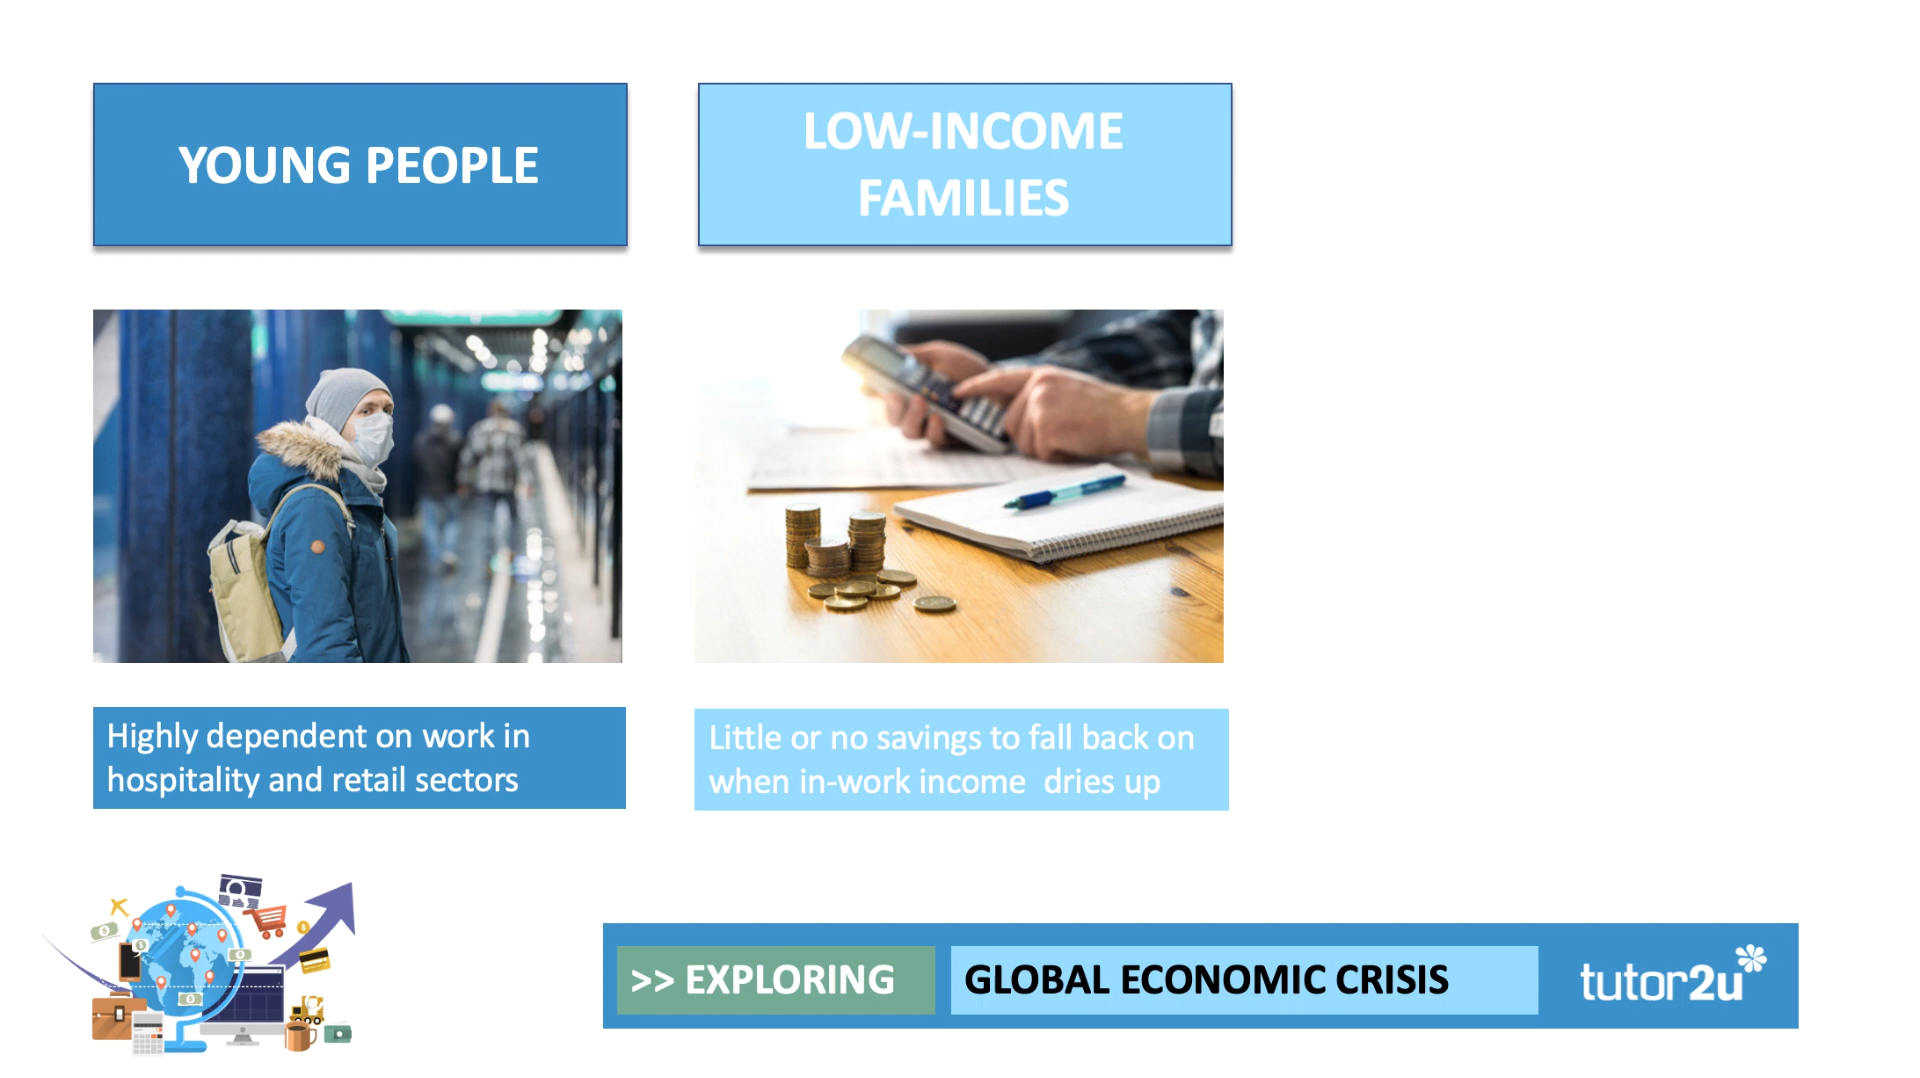 YOUNG PEOPLE
LOW-INCOME
FAMILIES
Highly dependent on work in
hospitality and retail sectors
Little or no savings to fall back on
when in-work income  dries up
>> EXPLORING
GLOBAL ECONOMIC CRISIS
tutor2u